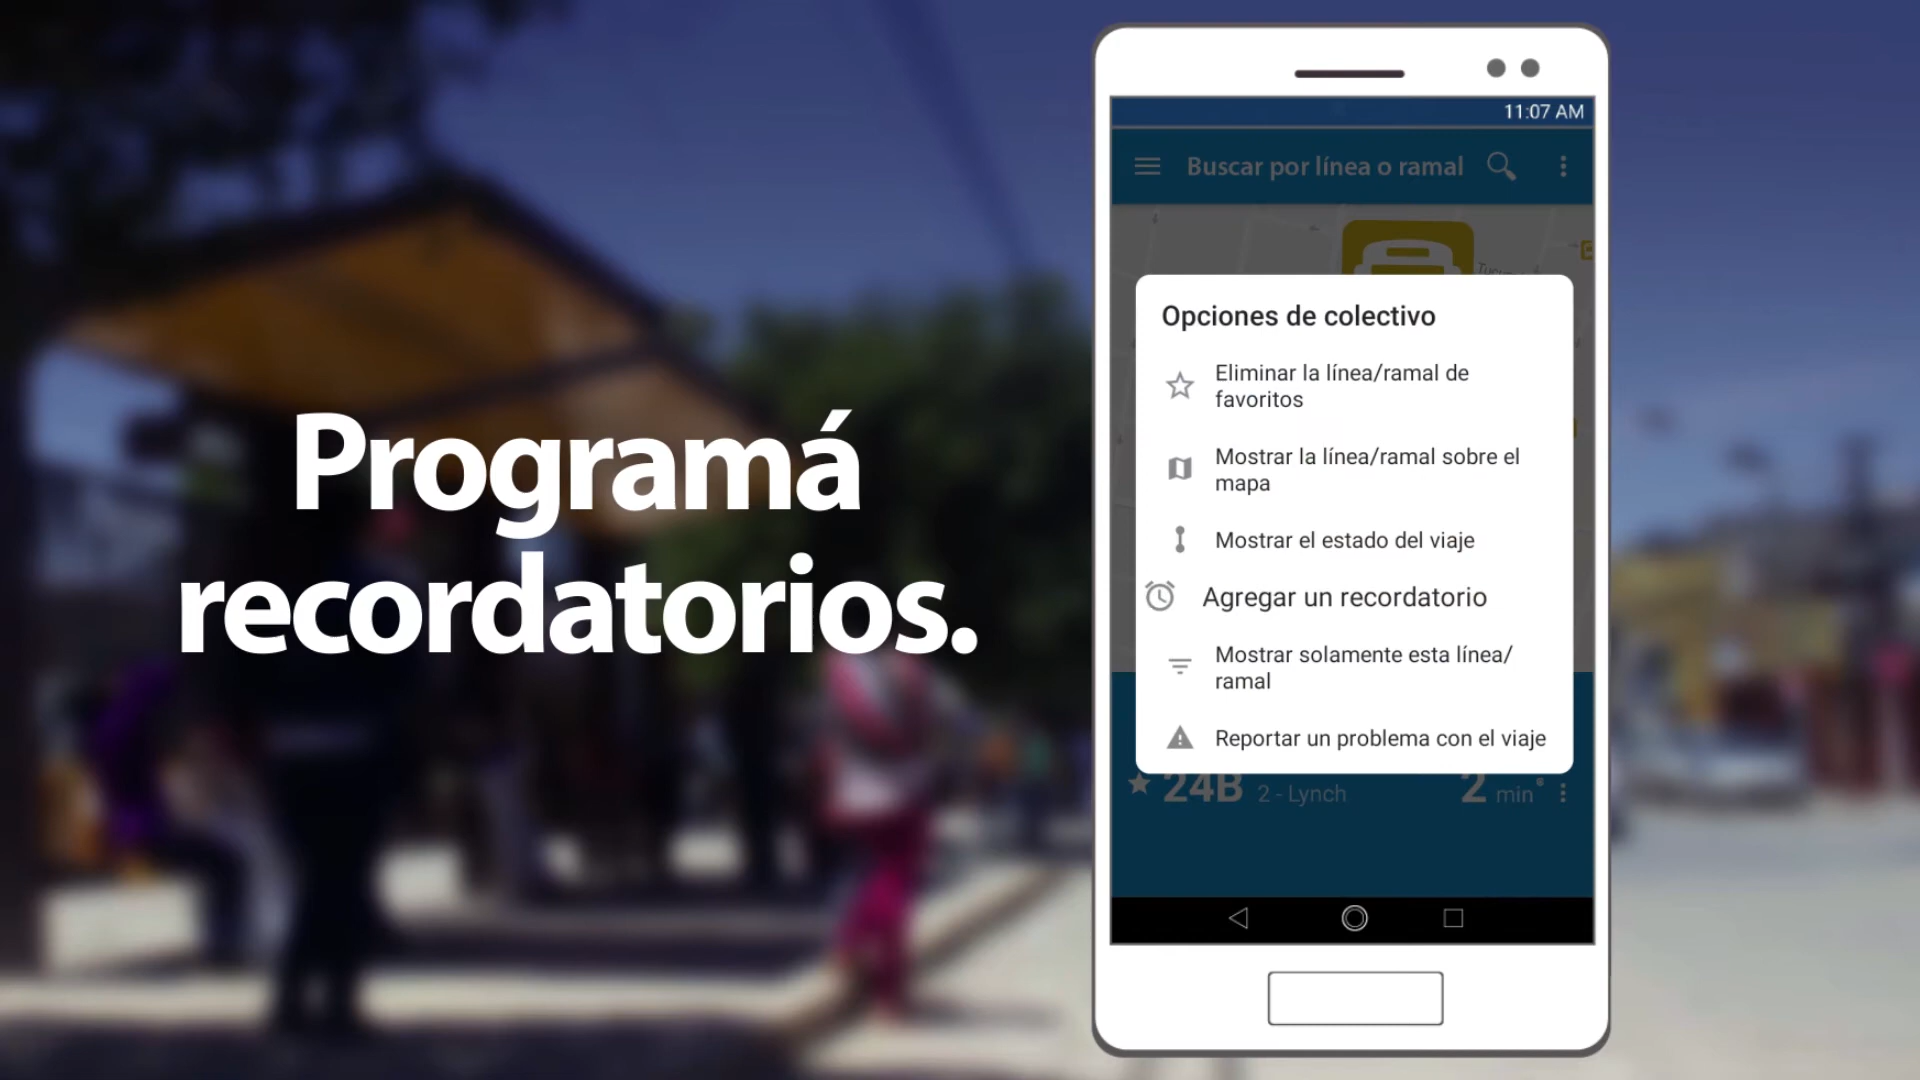 Programá
recordatorios.
11:07 AM
Buscar por línea o ramal
Opciones de colectivo
Eliminar la línea/ramal de
favoritos
Mostrar la línea/ramal sobre el
mapa
Mostrar el estado del viaje
Agregar un recordatorio
Mostrar solamente esta línea/
ramal
Reportar un problema con el viaje
24B 2 - Lynch 2 min